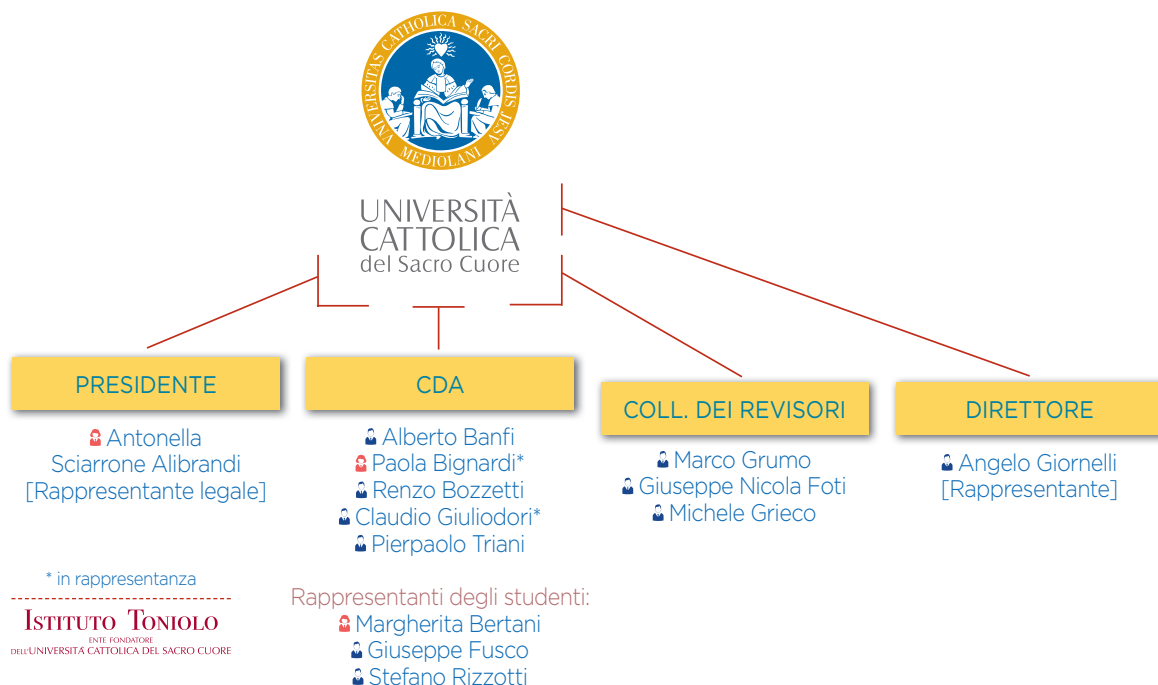 UNIVERSITAS CATHOLICA SACRI CORDIS JESV
MEDIOLANI
UNIVERSITÀ
CATTOLICA
del Sacro Cuore
PRESIDENTE
Antonella
Sciarrone Alibrandi
[Rappresentante legale]
CDA
Alberto Banfi
Paola Bignardi*
Renzo Bozzetti
Claudio Giuliodori*
Pierpaolo Triani
Rappresentanti degli studenti:
Margherita Bertani
Giuseppe Fusco
Stefano Rizzotti
COLL. DEI REVISORI
Marco Grumo
Giuseppe Nicola Foti
Michele Grieco
DIRETTORE
Angelo Giornelli
[Rappresentante]
* in rappresentanza
ISTITUTO TONIOLO
ENTE FONDATORE
DELL'UNIVERSITÀ CATTOLICA DEL SACRO CUORE